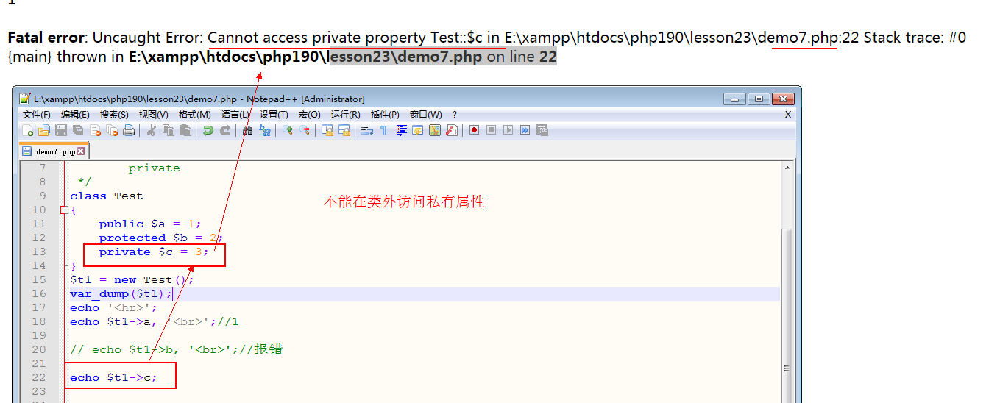 1
Fatal error: Uncaught Error: Cannot access private property Test::$c in E:\xampp\htdocs\php190\lesson23\demo7.php:22 Stack trace: #0
{main} thrown in E:\xampp\htdocs\php190\lesson23\demo7.php on line 22
E:\xampp\htdocs\php190\lesson23\demo7.php - Notepad++ [Administrator]
文件(F) 编辑(E) 搜索(S) 视图(V) 格式(M) 语言(L) 设置(T) 宏(O) 运行(R) 插件(P) 窗口(W) ? X
demo7.php
7 private
8 */
9 class Test
不能在类外访问私有属性
10 {
11 public $a = 1;
12 protected $b = 2;
13 private $c = 3;
14 }
15 $t1 = new Test();
16 var_dump($t1);
17 echo '<hr>';
18 echo $t1->a, '<br>';//1
19
20 // echo $t1->b, '<br>';//报错
21
22 echo $t1->c;
23